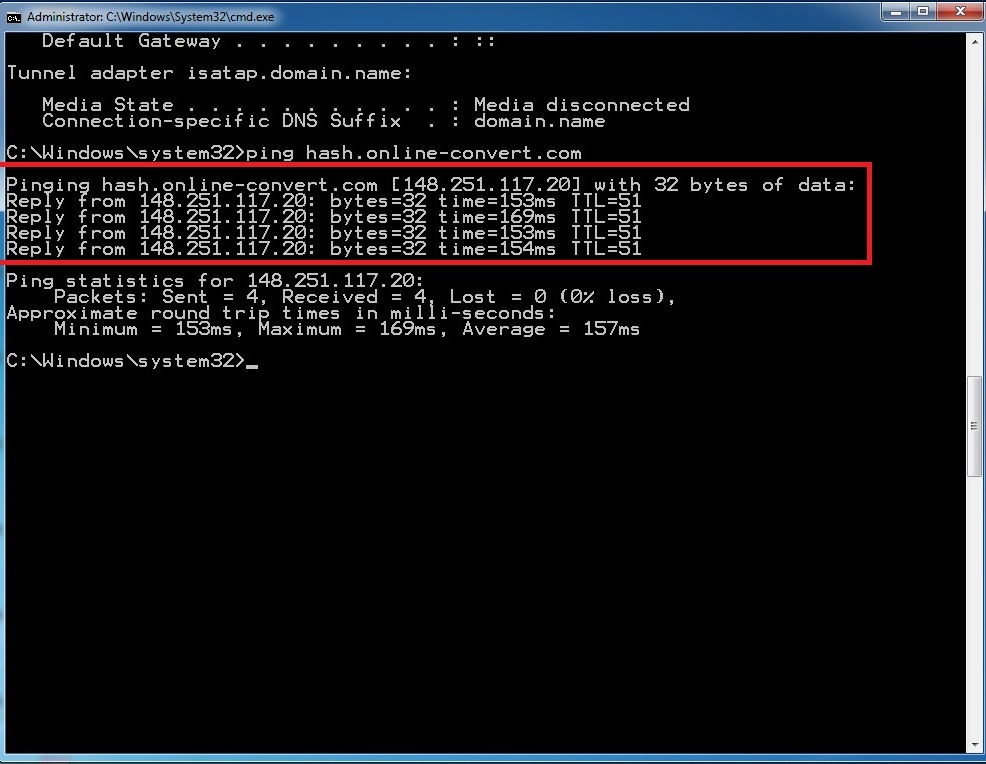 Administrator: C:\Windows\System32\cmd.exe
Default Gateway . . . . . . . . . : ::
Tunnel adapter isatap.domain.name:
Media State . . . . . . . . . . . : Media disconnected
Connection-specific DNS Suffix  . : domain.name
C:\Windows\system32>ping hash.online-convert.com
Pinging hash.online-convert.com [148.251.117.20] with 32 bytes of data:
Reply from 148.251.117.20: bytes=32 time=153ms TTL=51
Reply from 148.251.117.20: bytes=32 time=169ms TTL=51
Reply from 148.251.117.20: bytes=32 time=153ms TTL=51
Reply from 148.251.117.20: bytes=32 time=154ms TTL=51
Ping statistics for 148.251.117.20:
Packets: Sent = 4, Received = 4, Lost = 0 (0% loss),
Approximate round trip times in milli-seconds:
Minimum = 153ms, Maximum = 169ms, Average = 157ms
C:\Windows\system32>_